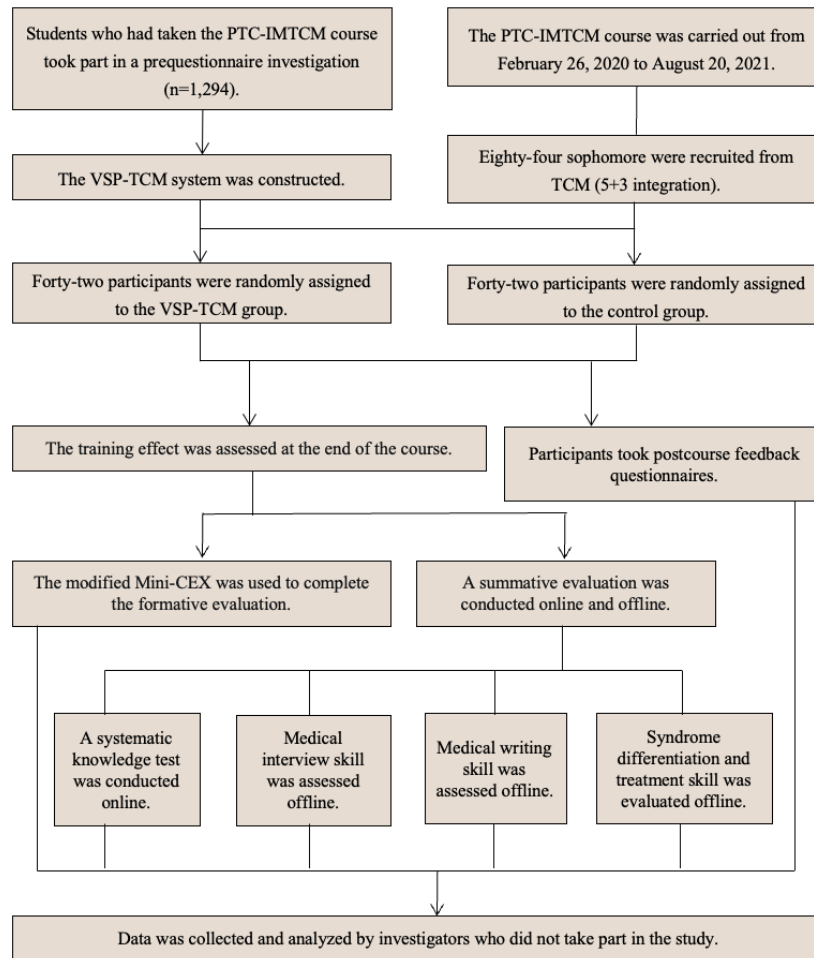 Students who had taken the PTC-IMTCM course
took part in a prequestionnaire investigation
(n=1,294).
The PTC-IMTCM course was carried out from
February 26, 2020 to August 20, 2021.
The VSP-TCM system was constructed.
Eighty-four sophomore were recruited from
TCM (5+3 integration).
Forty-two participants were randomly assigned
to the VSP-TCM group.
Forty-two participants were randomly assigned
to the control group.
The training effect was assessed at the end of the course.
Participants took postcourse feedback
questionnaires.
The modified Mini-CEX was used to complete
the formative evaluation.
A summative evaluation was
conducted online and offline.
A systematic
knowledge test
was conducted
online.
Medical
interview skill
was assessed
offline.
Medical writing
skill was
assessed offline.
Syndrome
differentiation and
treatment skill was
evaluated offline.
Data was collected and analyzed by investigators who did not take part in the study.